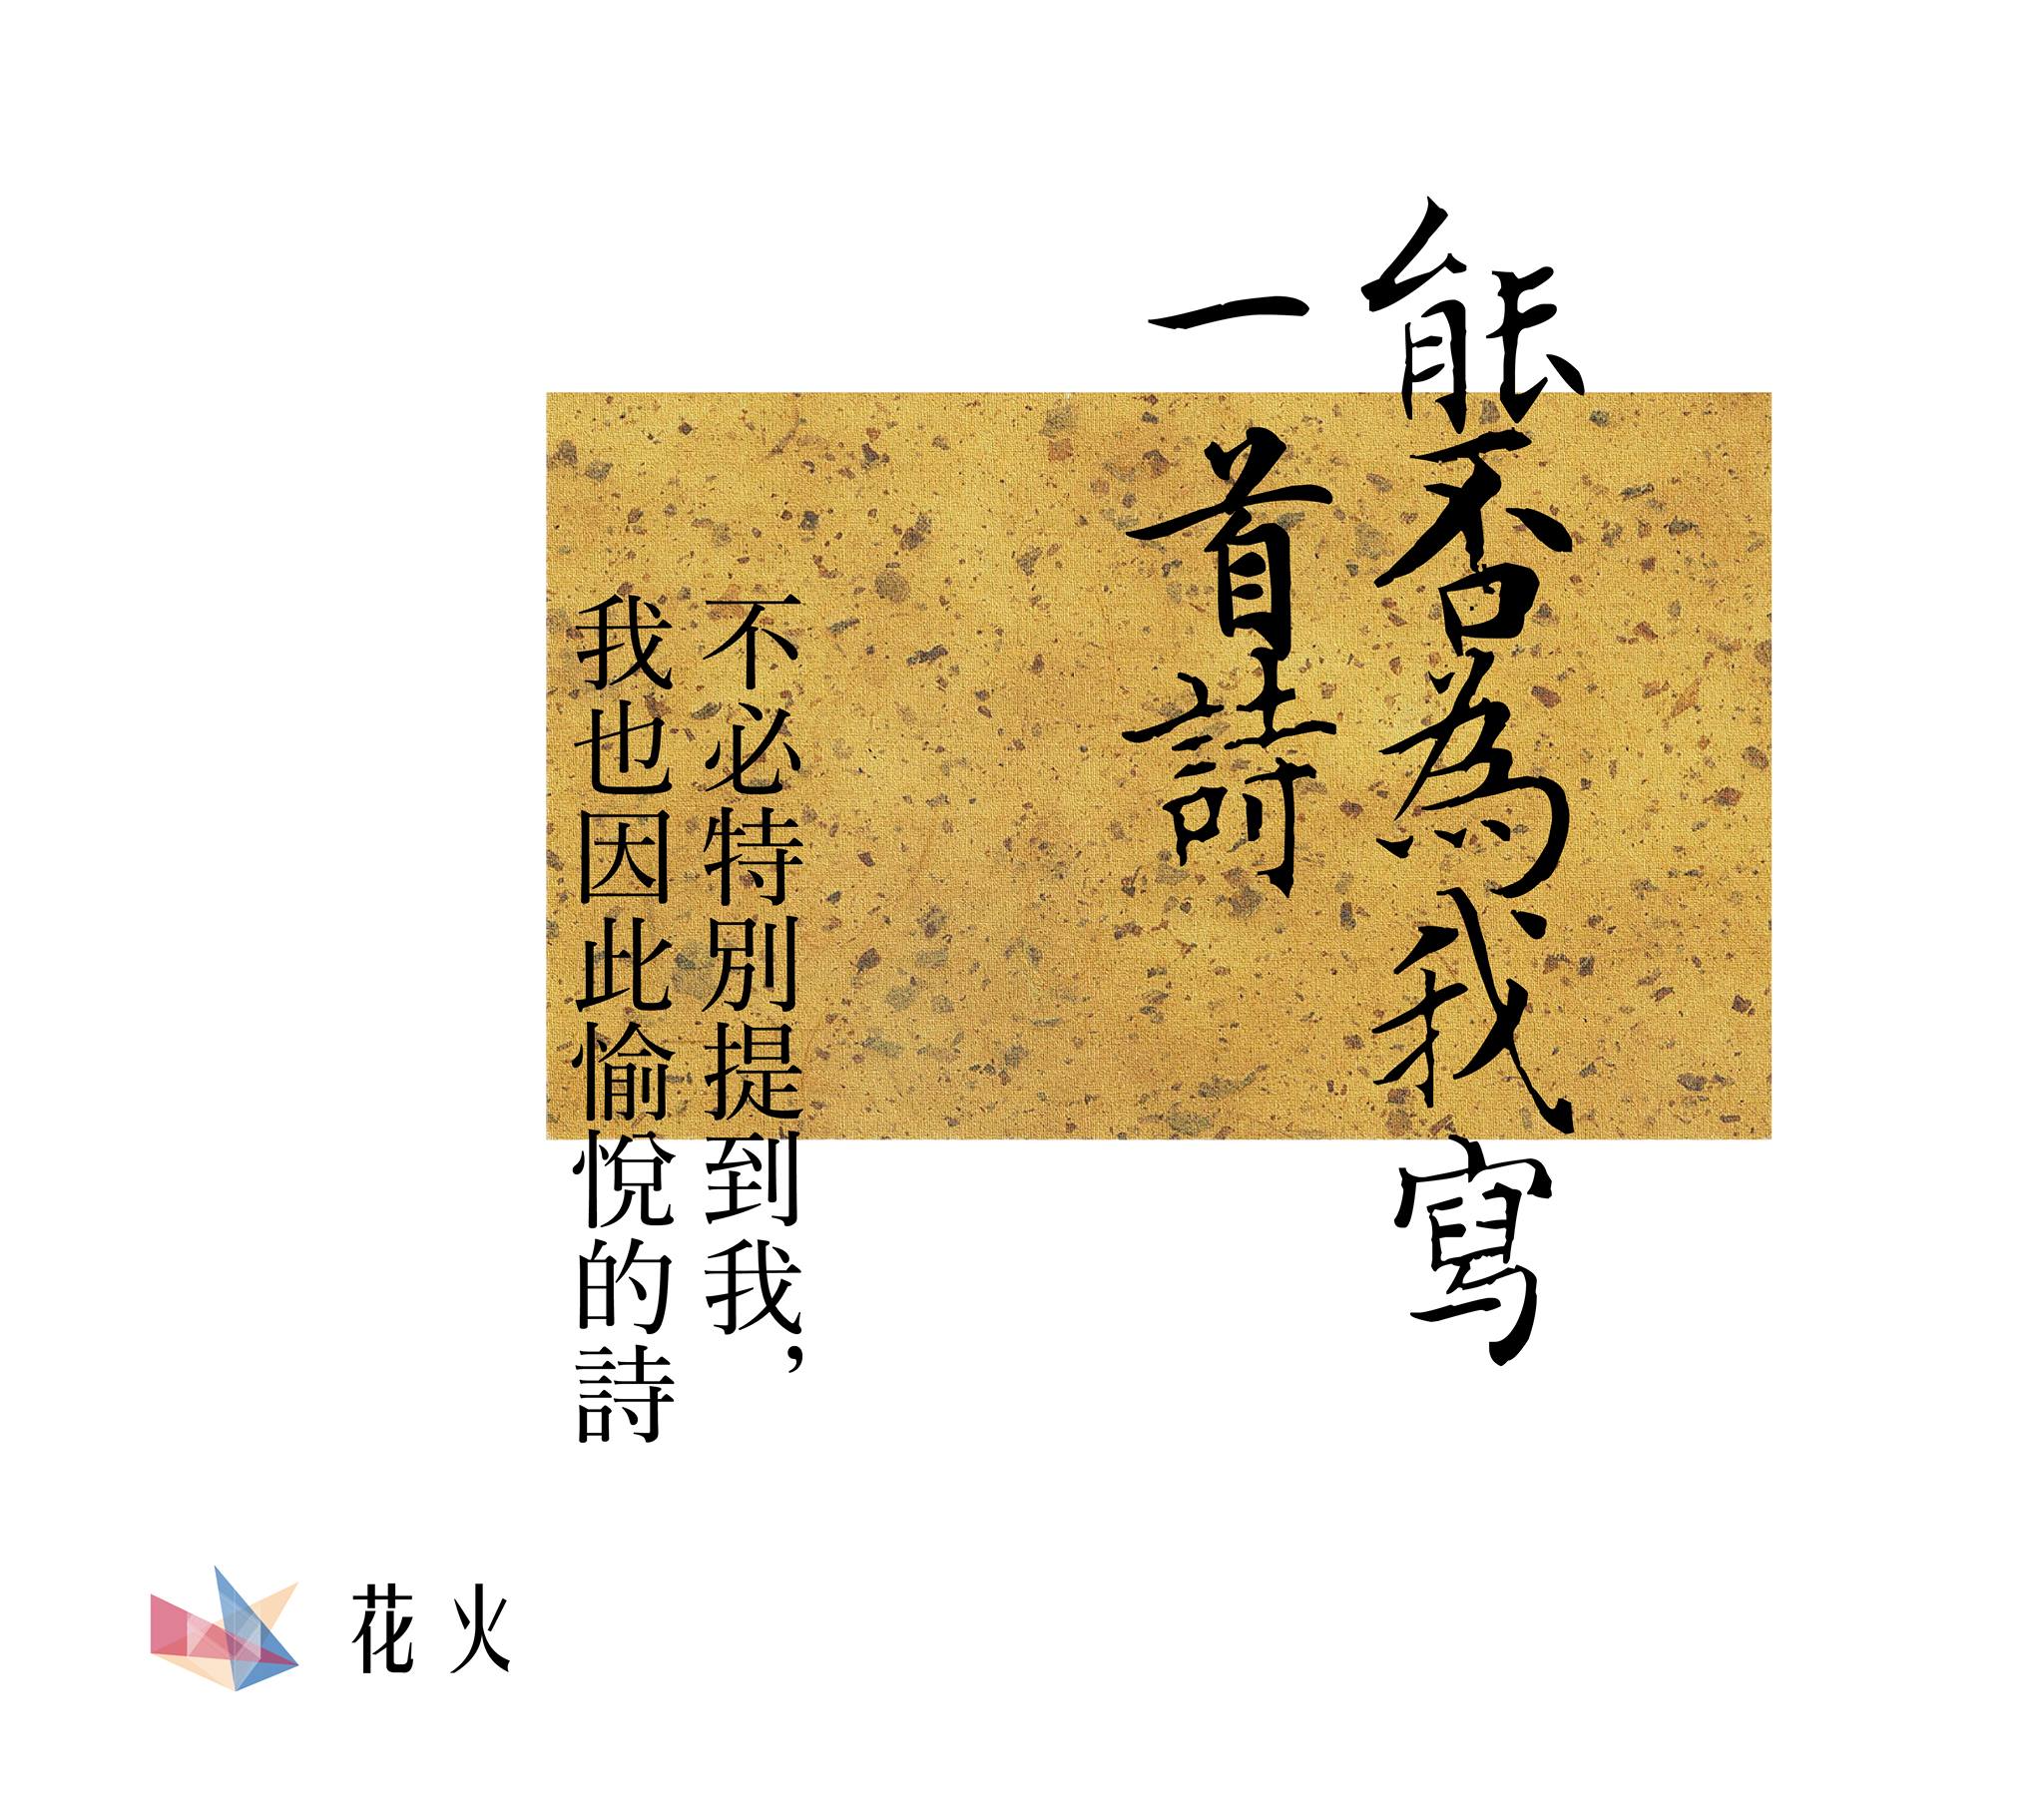 能否為我寫
一首詩
不必特別提到我，
我也因此愉悅的詩
花火